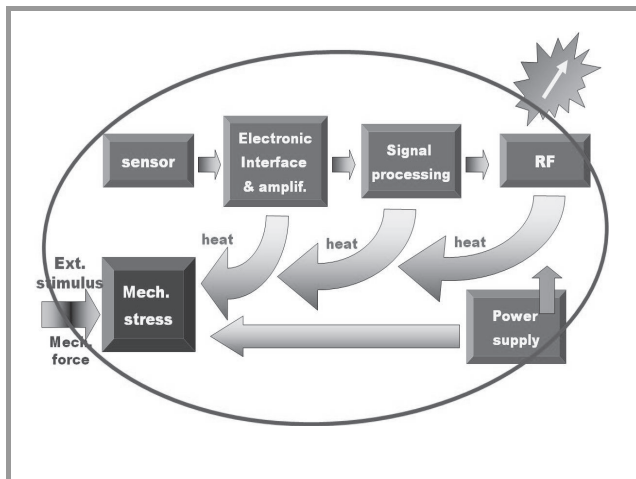 sensor
Electronic
Interface
& amplif.
Signal
processing
RF
heat
heat
heat
Ext.
stimulus
Mech.
stress
Mech.
force
Power
supply